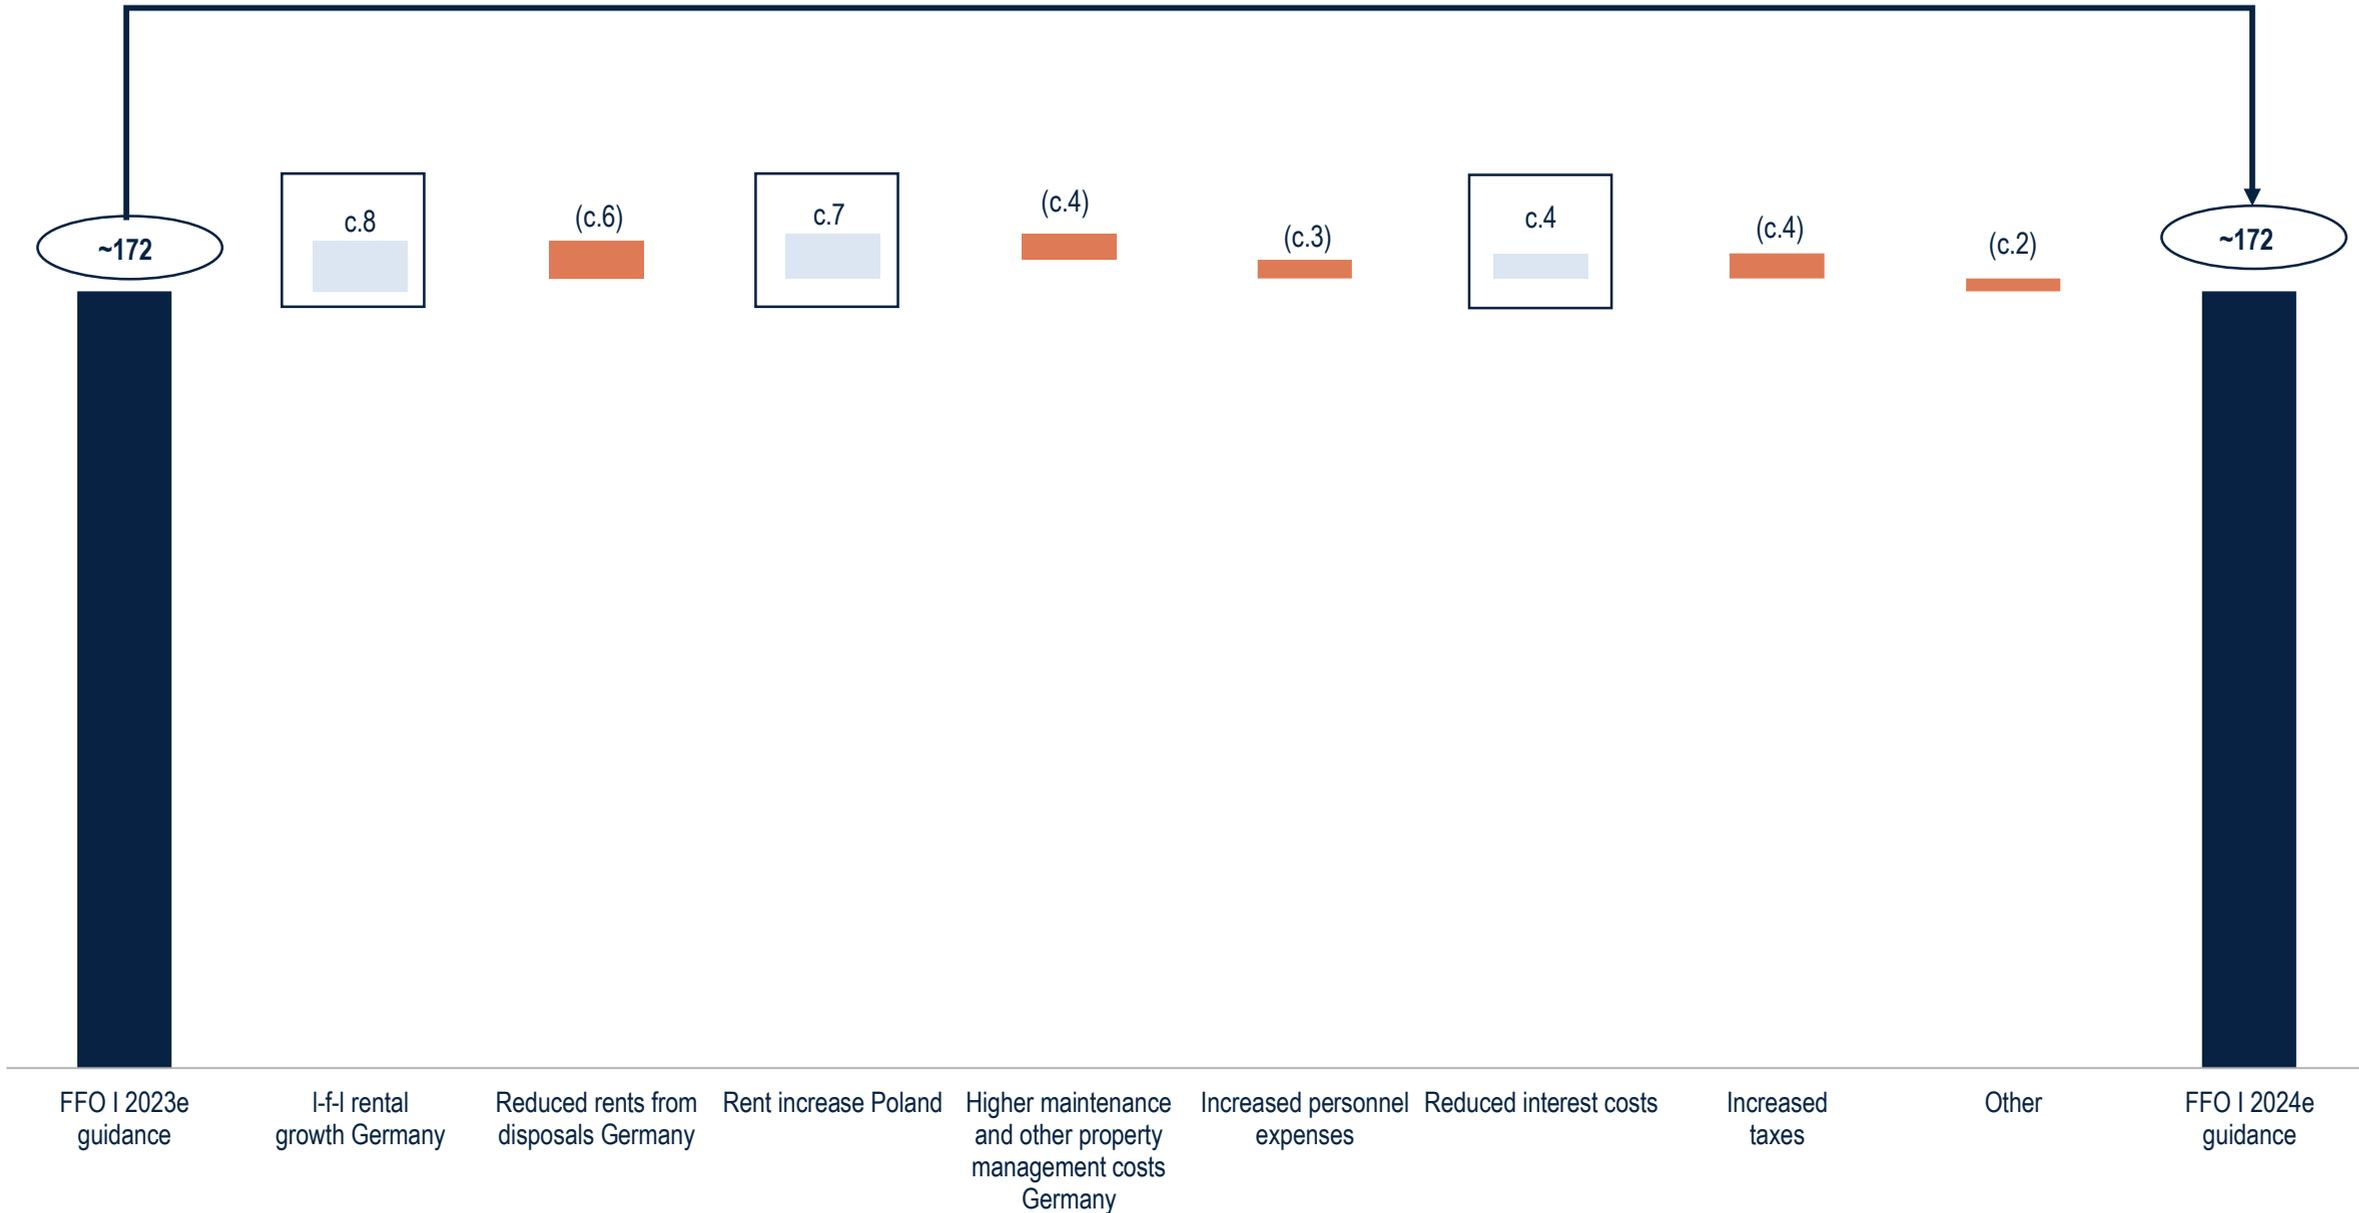 ~172
c.8
(c.6)
c.7
(c.4)
(c.3)
c.4
(c.4)
(c.2)
~172
FFO I 2023e
guidance
l-f-l rental
growth Germany
Reduced rents from
disposals Germany
Rent increase Poland
Higher maintenance
and other property
management costs
Germany
Increased personnel
expenses
Reduced interest costs
Increased
taxes
Other
FFO I 2024e
guidance